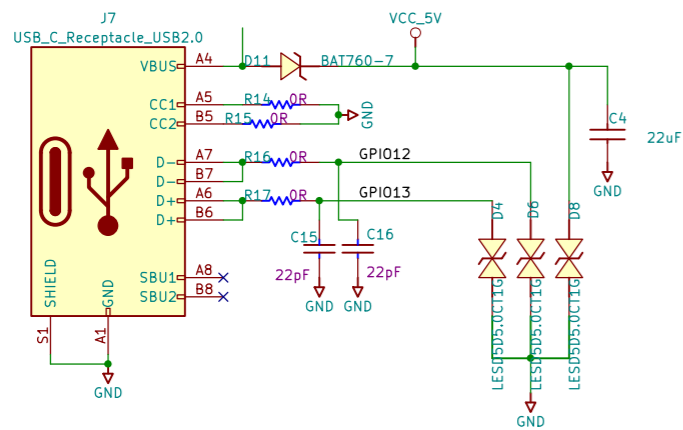 J7
USB_C_Receptacle_USB2.0
VCC_5V
VBUS A4 D11 BAT760-7
CC1 A5 R14 0R
CC2 B5 R15 0R
GND
C4
22uF
GND
D- A7 R16 0R GPIO12
D- B7
D+ A6 R17 0R GPIO13
D+ B6
D4
D6
D8
C15
C16
22pF
22pF
GND
GND
SBU1 A8
SBU2 B8
SHIELD
GND
S1
A1
GND
LESD5D5.0CT1G
LESD5D5.0CT1G
LESD5D5.0CT1G
GND